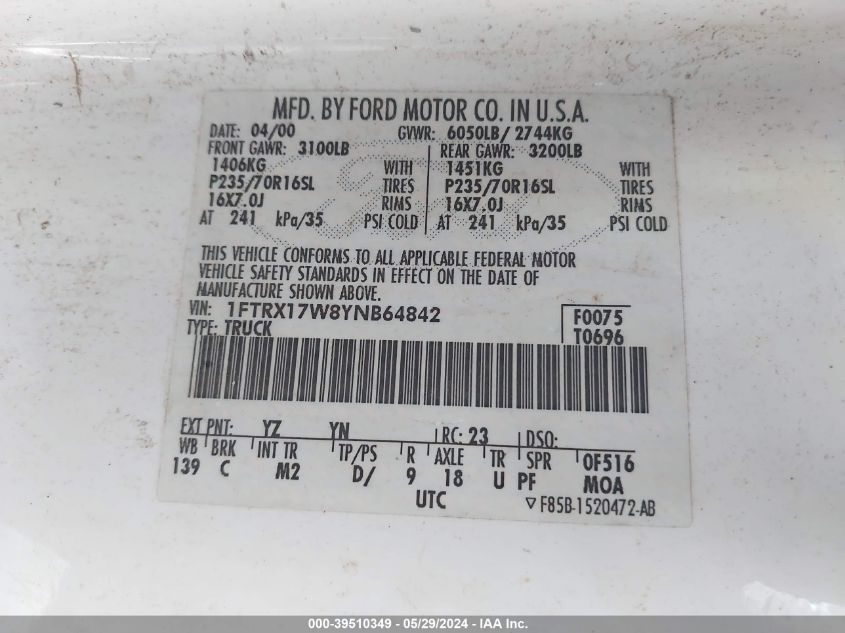 MFD. BY FORD MOTOR CO. IN U.S.A.
DATE: 04/00 GVWR: 6050LB/ 2744KG
FRONT GAWR: 3100LB REAR GAWR: 3200LB
1406KG WITH 1451KG WITH
P235/70R16SL TIRES P235/70R16SL TIRES
16X7.0J RIMS 16X7.0J RIMS
AT 241 kPa/35 PSI COLD AT 241 kPa/35 PSI COLD
THIS VEHICLE CONFORMS TO ALL APPLICABLE FEDERAL MOTOR
VEHICLE SAFETY STANDARDS IN EFFECT ON THE DATE OF
MANUFACTURE SHOWN ABOVE.
VIN: 1FTRX17W8YNB64842 F0075
TYPE: TRUCK T0696
EXT PNT: YZ YN RC: 23 DSO:
WB BRK INT TR TP/PS R AXLE TR SPR 0F516
139 C M2 D/ 9 18 U PF MOA
UTC ▽ F85B-1520472-AB
000-39510349 - 05/29/2024 - IAA Inc.